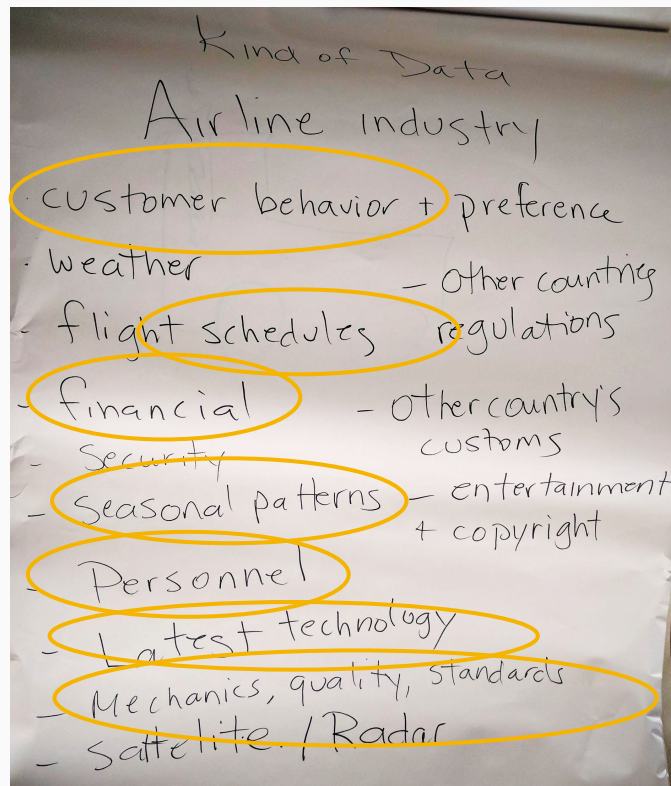 Kind of Data
Airline industry
· customer behavior + preference
· weather
- flight schedules
- financial
- Security
- seasonal patterns
- Personnel
- Latest technology
- Mechanics, quality, standards
- sattelite / Radar
- Other countries
regulations
- Other country's
customs
- entertainment
+ copyright